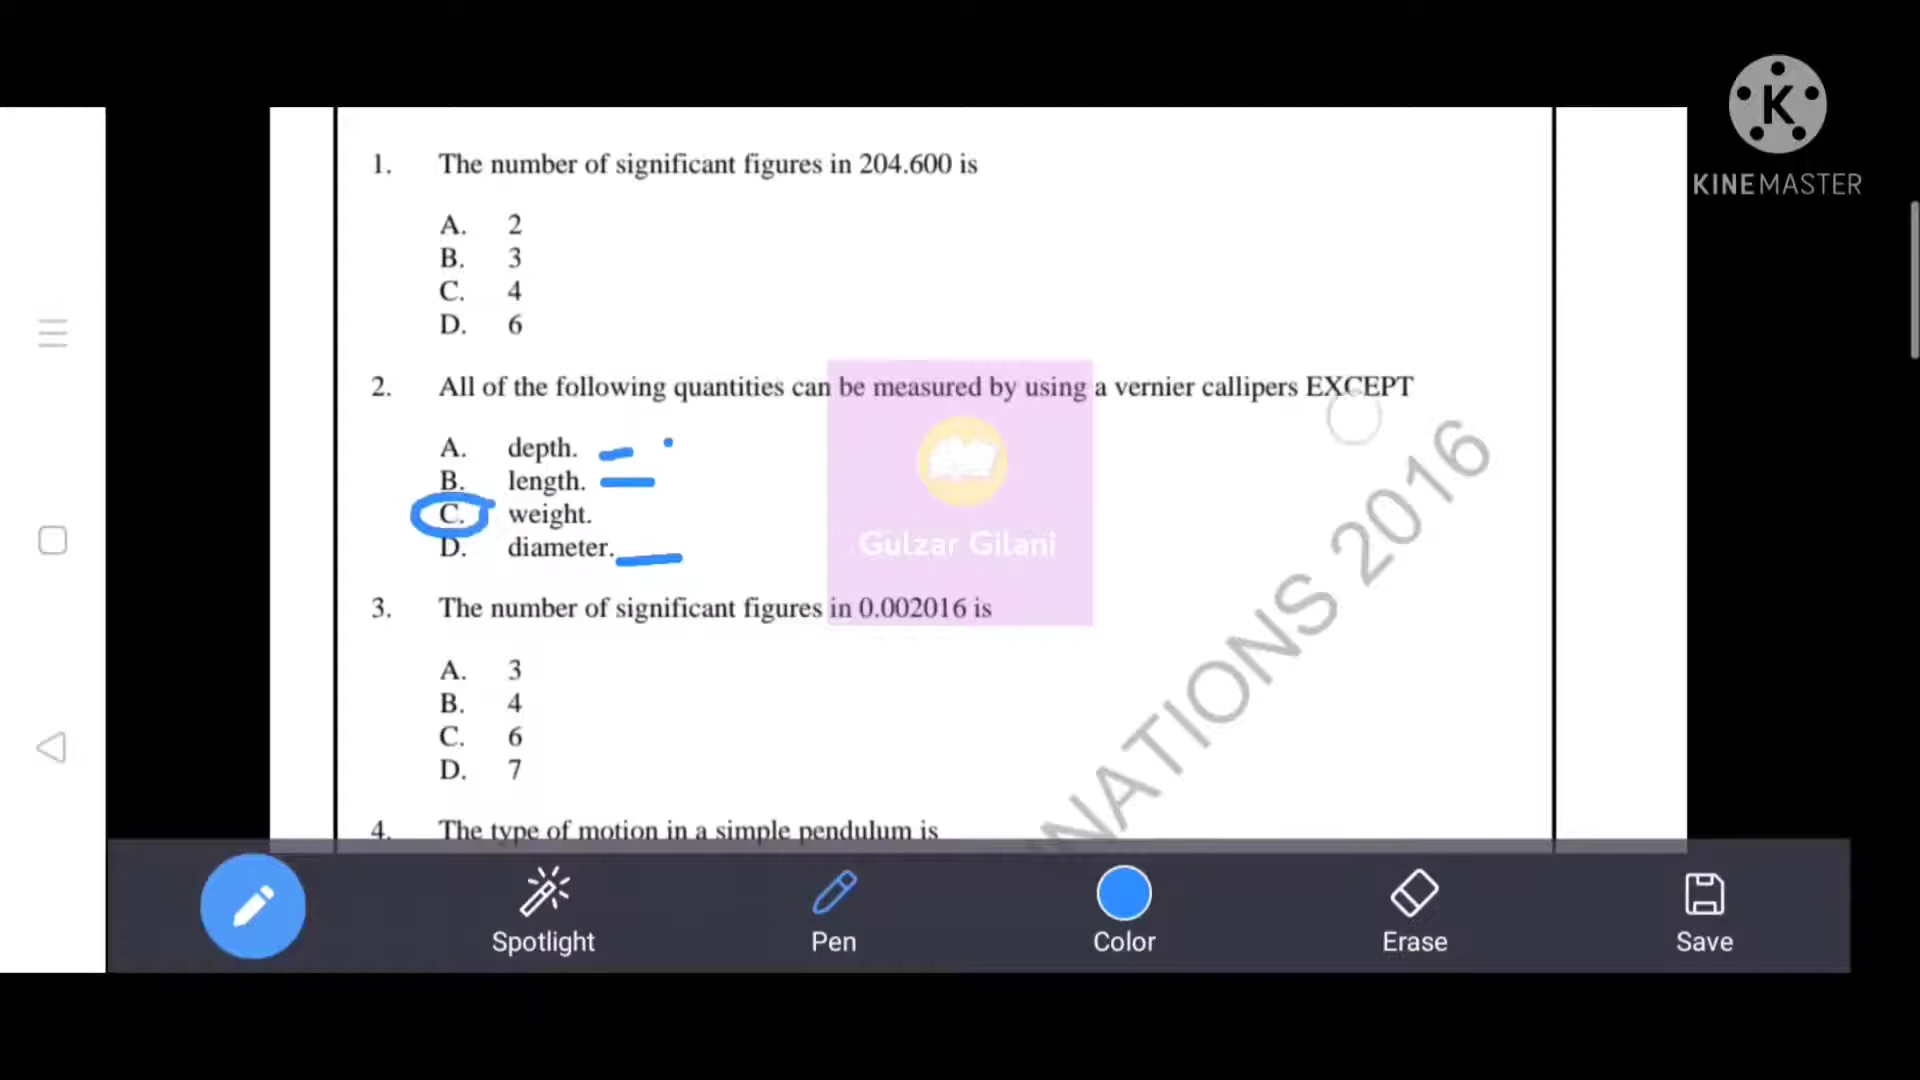 KINEMASTER
1. The number of significant figures in 204.600 is
A. 2
B. 3
C. 4
D. 6
2. All of the following quantities can be measured by using a vernier callipers EXCEPT
A. depth.
B. length.
C. weight.
D. diameter.
Gulzar Gilani
3. The number of significant figures in 0.002016 is
A. 3
B. 4
C. 6
D. 7
NATIONS 2016
4. The type of motion in a simple pendulum is
Spotlight
Pen
Color
Erase
Save